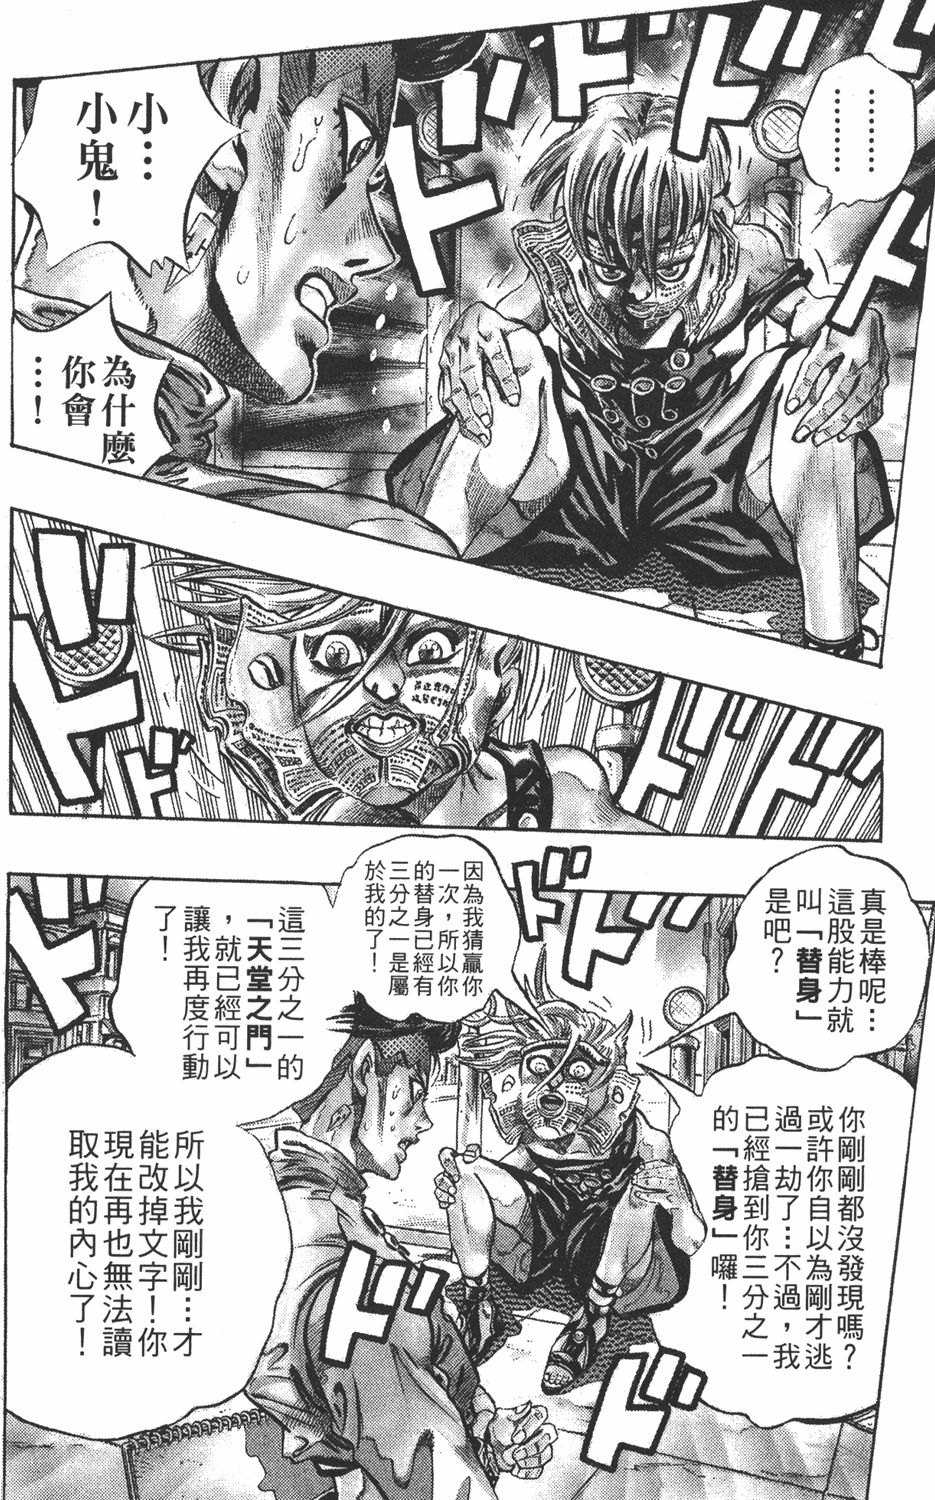 …………
…………
小…
小鬼！
為什麼
你會
…！
ドドドド
ドドド
ドドド
真是棒呢…
這股能力就
叫「替身」
是吧？
你剛剛都沒發現嗎？
或許你自以為剛才逃
過一劫了…不過，我
已經搶到你三分之一
的「替身」囉！
因為我猜贏你
一次，所以你
的替身已經有
三分之一是屬
於我的了！
這三分之一的
「天堂之門」
，就已經可以
讓我再度行動
了！
所以我剛剛…才
能改掉文字！你
現在再也無法讀
取我的內心了！
ドドドド